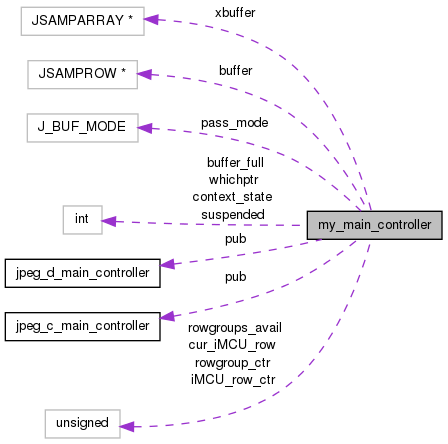 JSAMPARRAY *
xbuffer
JSAMPROW *
buffer
J_BUF_MODE
pass_mode
buffer_full
whichptr
context_state
suspended
int
my_main_controller
pub
jpeg_d_main_controller
pub
jpeg_c_main_controller
rowgroups_avail
cur_iMCU_row
rowgroup_ctr
iMCU_row_ctr
unsigned